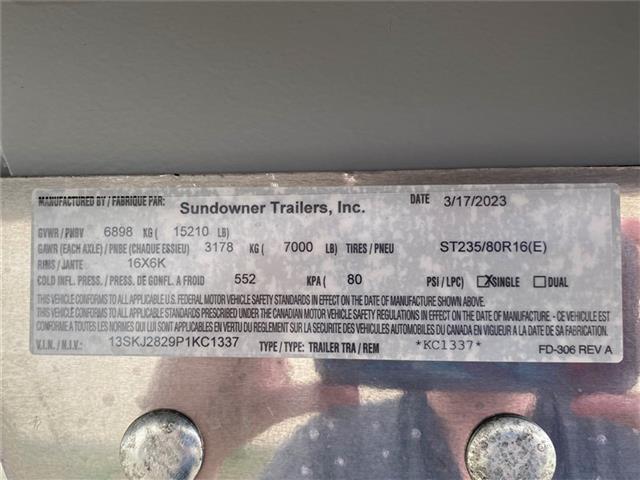 MANUFACTURED BY / FABRIQUE PAR: Sundowner Trailers, Inc. DATE 3/17/2023
GVWR / PNBV 6898 KG ( 15210 LB)
GAWR (EACH AXLE) / PNBE (CHAQUE ESSIEU) 3178 KG ( 7000 LB) TIRES / PNEU ST235/80R16(E)
RIMS / JANTE 16X6K
COLD INFL. PRESS. / PRESS. DE GONFL. A FROID 552 KPA ( 80 PSI / LPC) X SINGLE DUAL
THIS VEHICLE CONFORMS TO ALL APPLICABLE U.S. FEDERAL MOTOR VEHICLE SAFETY STANDARDS IN EFFECT ON THE DATE OF MANUFACTURE SHOWN ABOVE.
THIS VEHICLE CONFORMS TO ALL APPLICABLE STANDARDS PRESCRIBED UNDER THE CANADIAN MOTOR VEHICLE SAFETY REGULATIONS IN EFFECT ON THE DATE OF MANUFACTURE - CE VEHICULE EST
CONFORME A TOUTES LES NORMES QUI LUI SONT APPLICABLES EN VERTU DU REGLEMENT SUR LA SECURITE DES VEHICULES AUTOMOBILES DU CANADA EN VIGUEUR A LA DATE DE SA FABRICATION.
V.I.N. / N.I.V.: 13SKJ2829P1KC1337 TYPE / TYPE: TRAILER TRA / REM *KC1337* FD-306 REV A